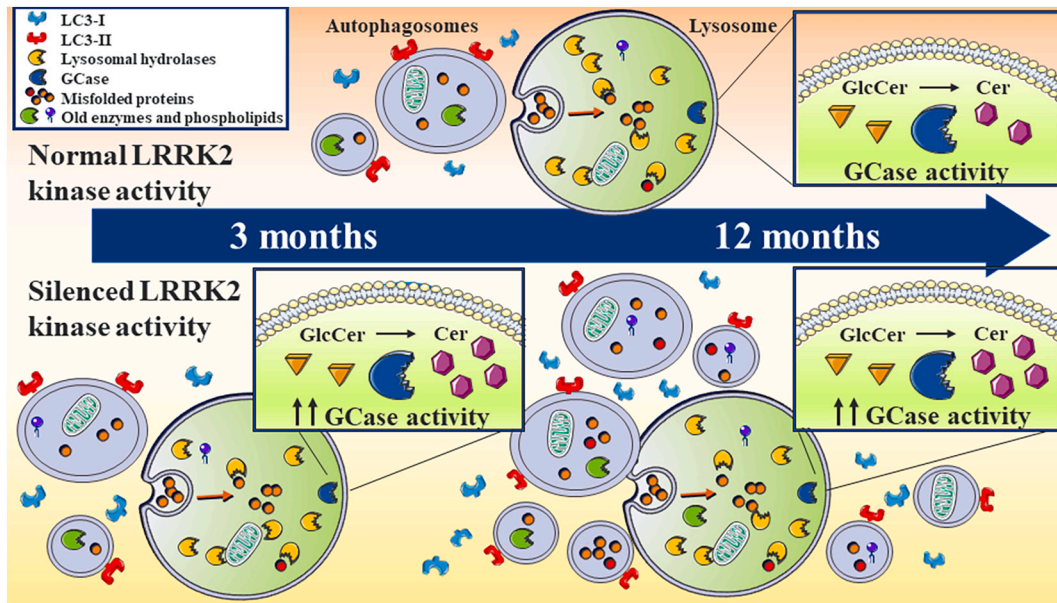 LC3-I
LC3-II
Lysosomal hydrolases
GCase
Misfolded proteins
Old enzymes and phospholipids
Autophagosomes
Lysosome
GlcCer → Cer
GCase activity
Normal LRRK2
kinase activity
3 months
12 months
Silenced LRRK2
kinase activity
GlcCer → Cer
↑↑ GCase activity
GlcCer → Cer
↑↑ GCase activity